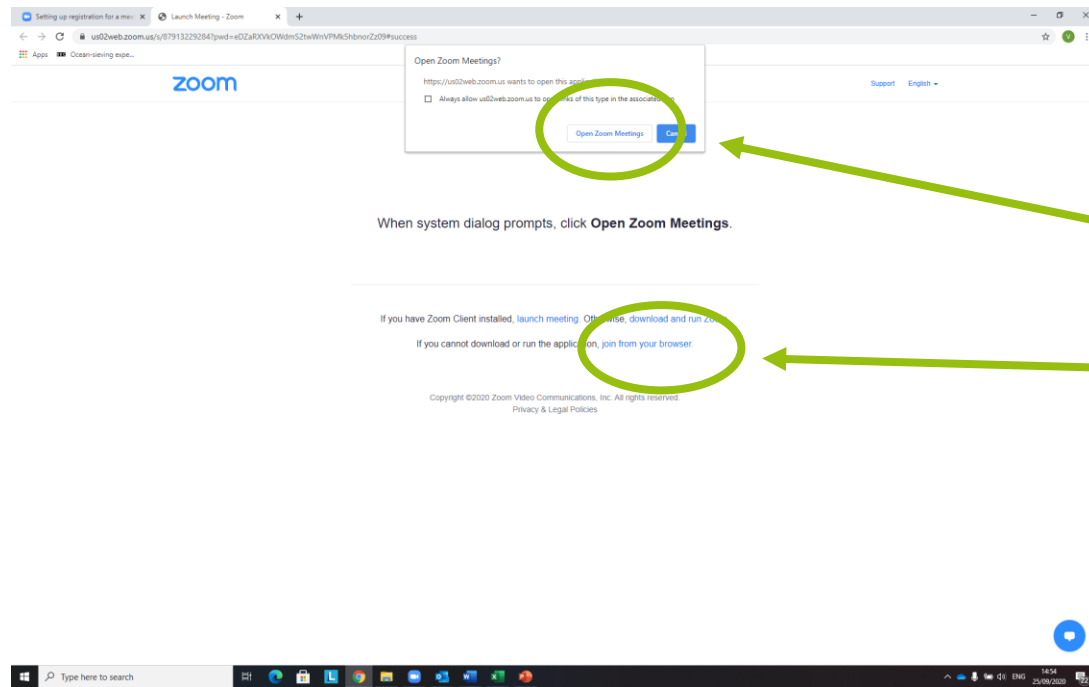 Setting up registration for a mee
Launch Meeting - Zoom
us02web.zoom.us/s/87913229284?pwd=eDZaRXVkOWdmS2twWnVPMk5hbnorZz09#success
Apps
Ocean-sieving expe...
Open Zoom Meetings?
https://us02web.zoom.us wants to open this
Always allow us02web.zoom.us to of this type in the associated
Open Zoom Meetings
zoom
Support English
When system dialog prompts, click Open Zoom Meetings.
If you have Zoom Client installed, launch meeting. download and run
If you cannot download or run the join from your browser.
Copyright ©2020 Zoom Video Communications, Inc. All rights reserved.
Privacy & Legal Policies
Type here to search
ENG
14:54
25/09/2020